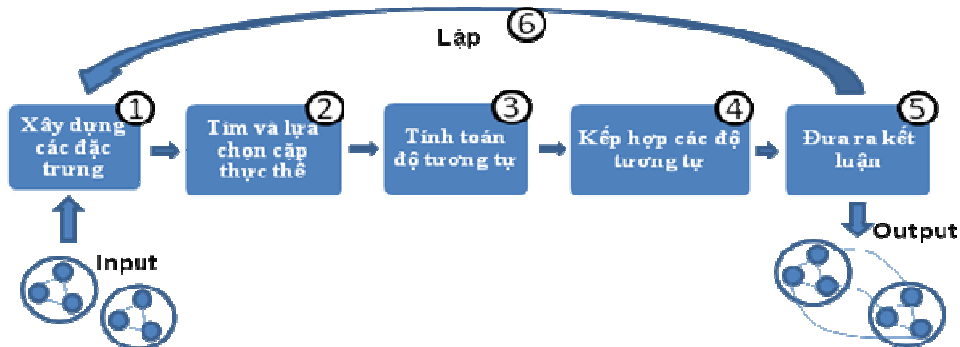 Lập
6
1
Xây dựng
các đặc
trưng
2
Tìm và lựa
chọn cặp
thực thể
3
Tính toán
độ tương tự
4
Kếp hợp các độ
tương tự
5
Đưa ra kết
luận
Input
Output